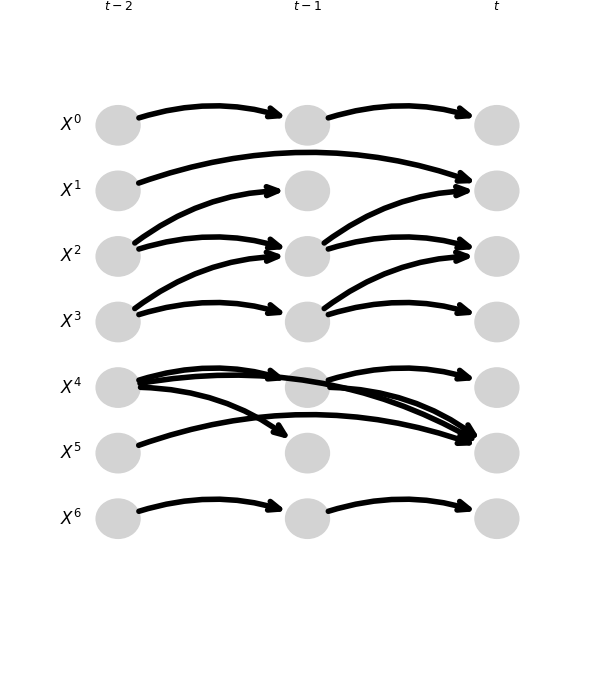 t − 2 t − 1 t
X⁰
X¹
X²
X³
X⁴
X⁵
X⁶